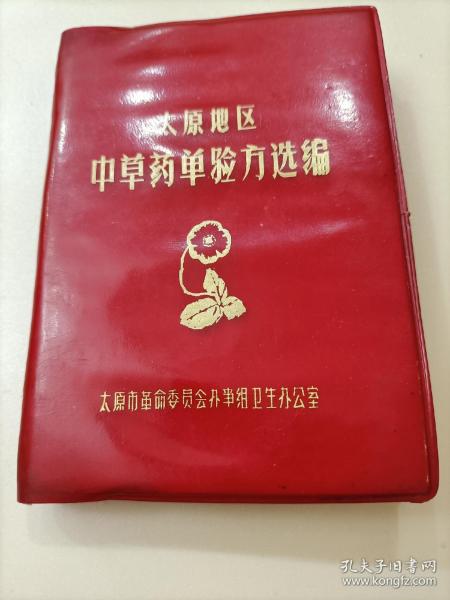 太原地区
中草药单验方选编
太原市革命委员会办事组卫生办公室
孔夫子旧书网
www.kongfz.com